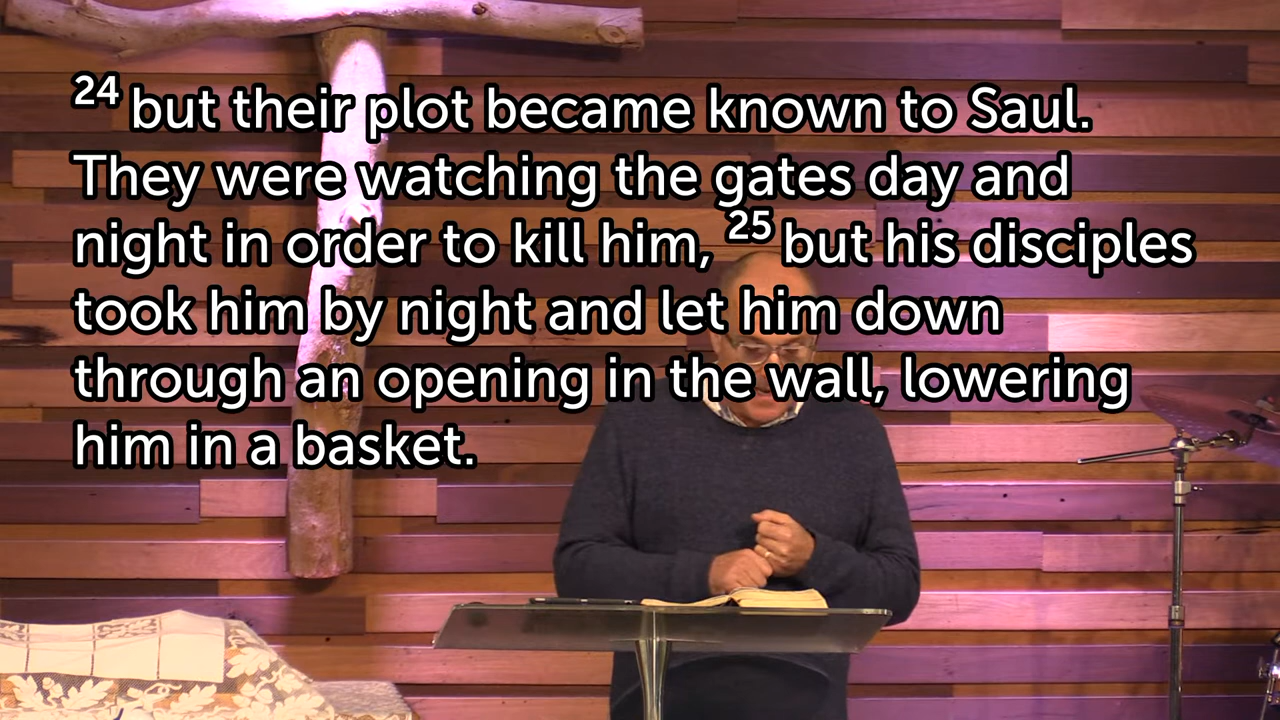 24 but their plot became known to Saul.
They were watching the gates day and
night in order to kill him, 25 but his disciples
took him by night and let him down
through an opening in the wall, lowering
him in a basket.